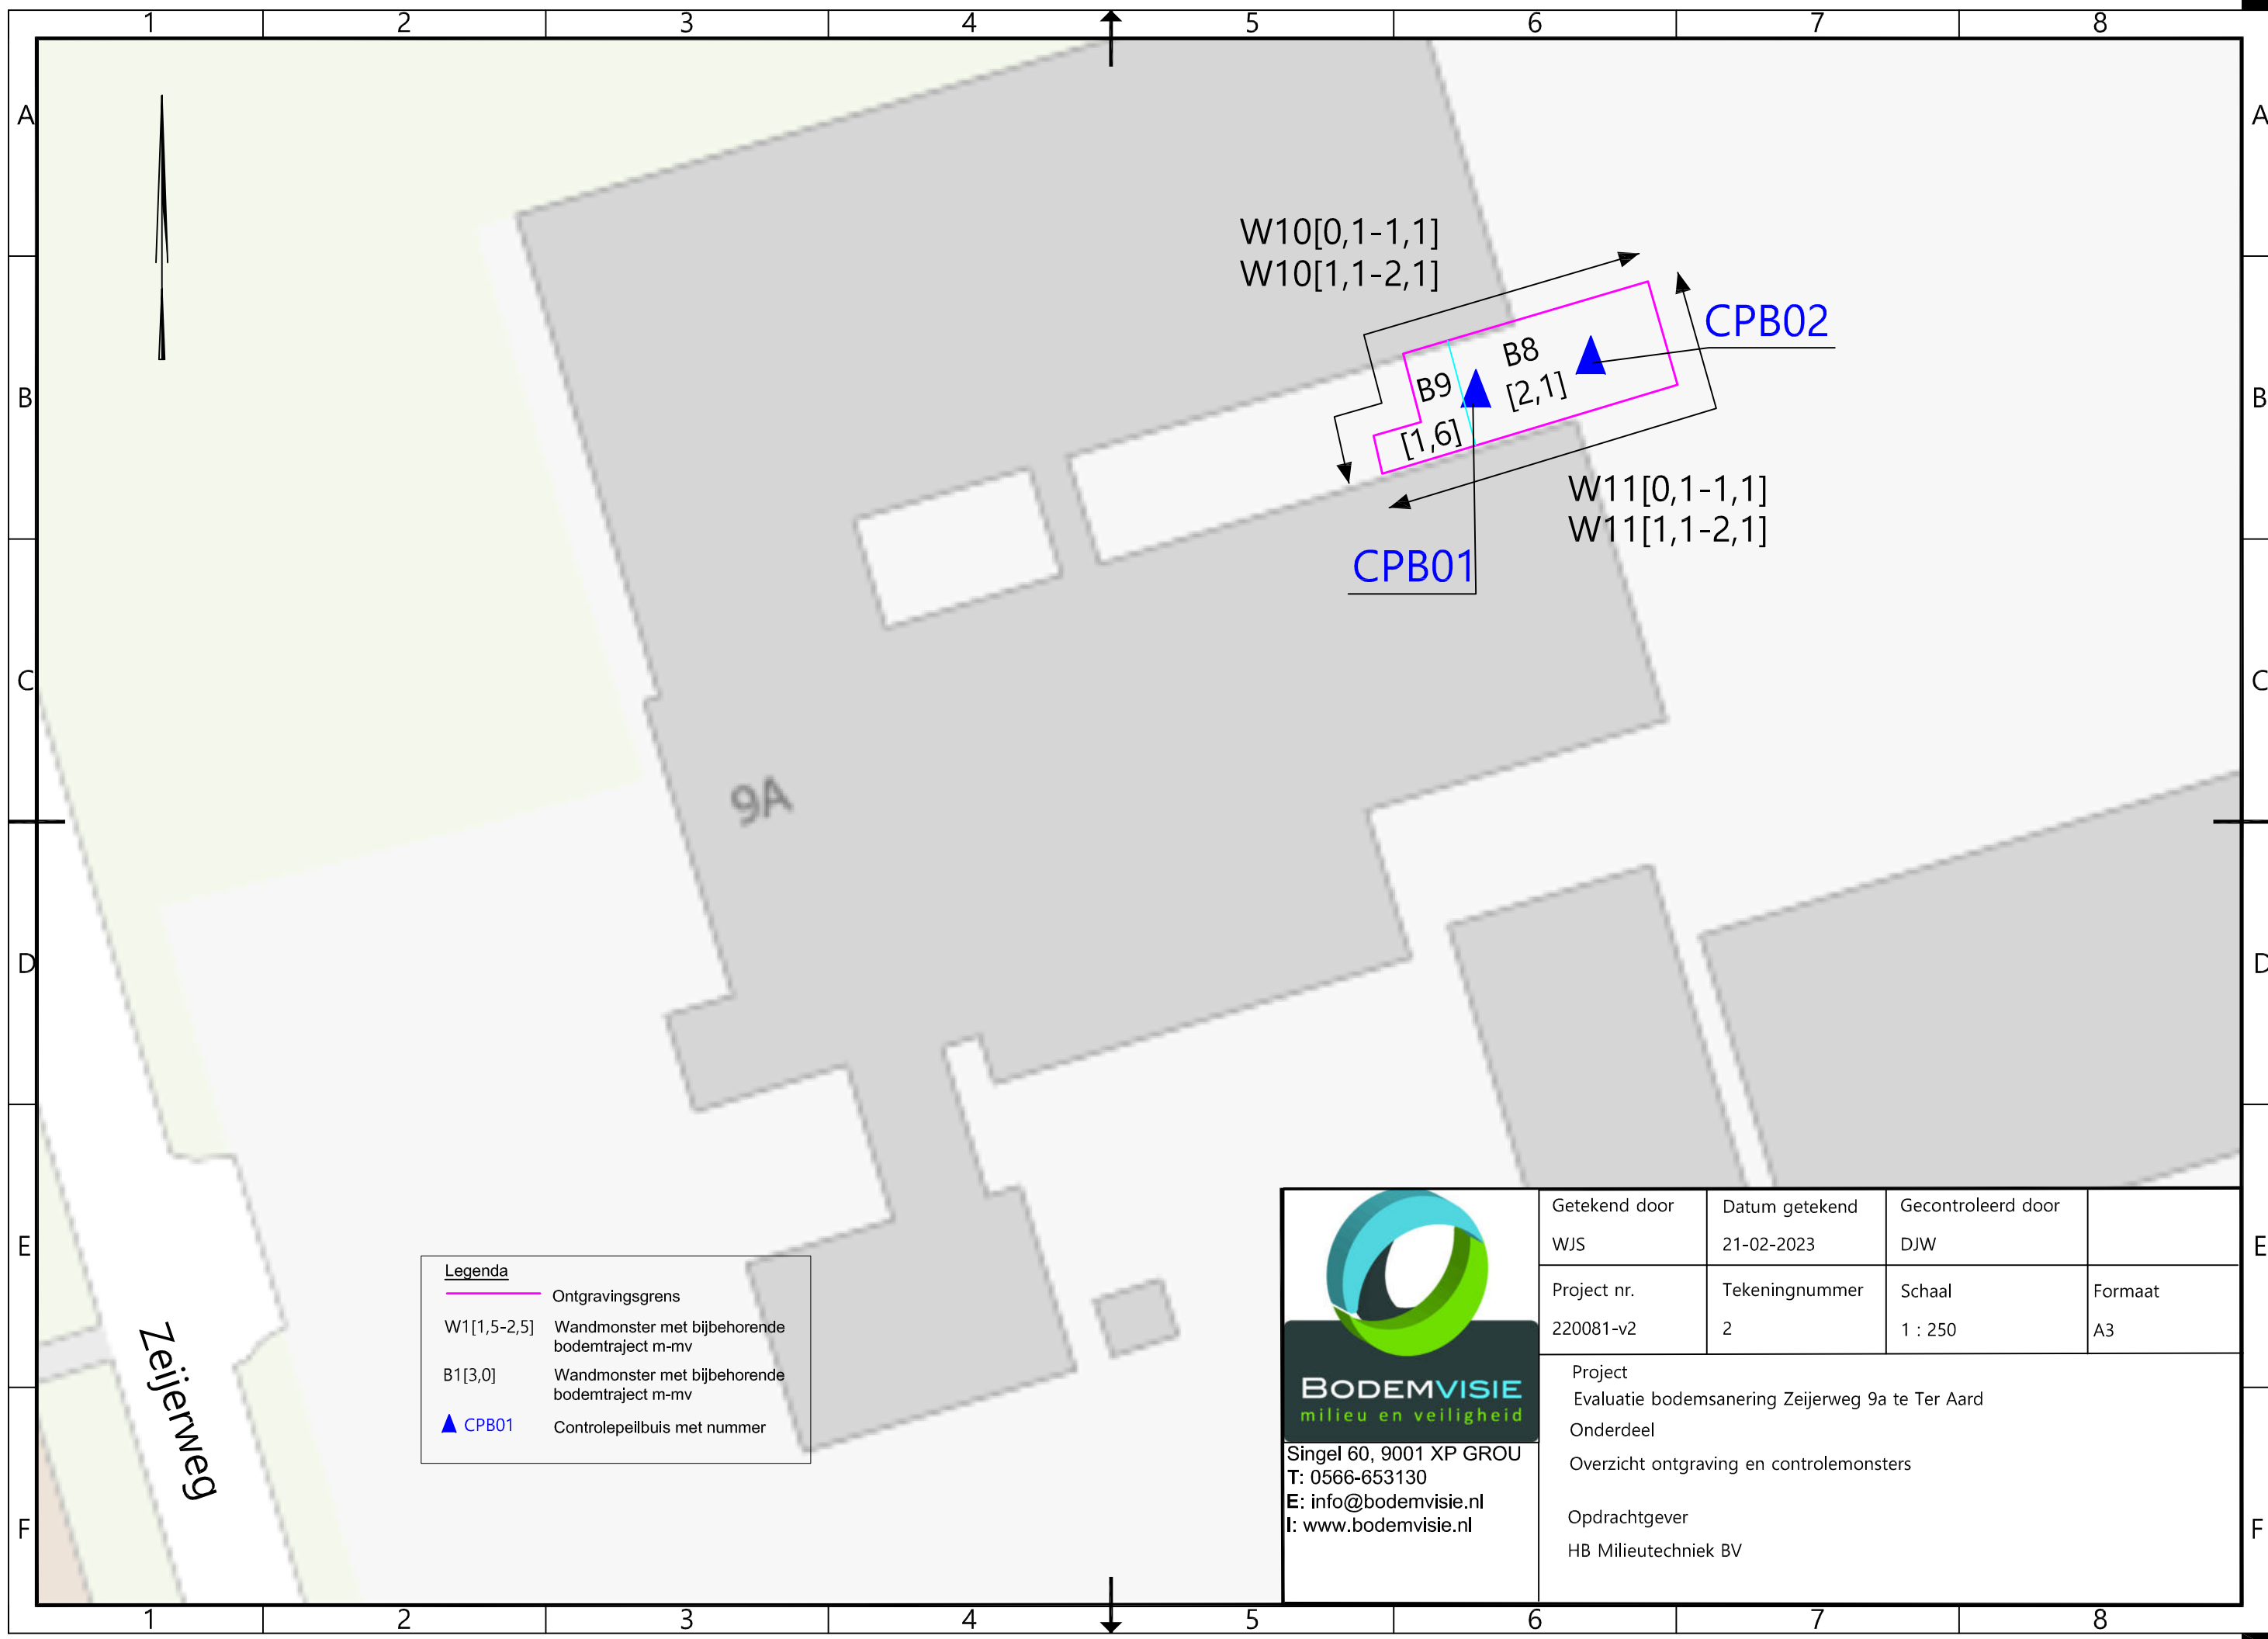 1 2 3 4 5 6 7 8
A A
W10[0,1-1,1]
W10[1,1-2,1]
CPB02
B8
[2,1]
B9
[1,6]
B B
W11[0,1-1,1]
W11[1,1-2,1]
CPB01
C C
9A
D D
E E
Zeijerweg
Legenda
Ontgravingsgrens
W1[1,5-2,5] Wandmonster met bijbehorende
bodemtraject m-mv
B1[3,0] Wandmonster met bijbehorende
bodemtraject m-mv
CPB01 Controlepeilbuis met nummer
BODEMVISIE
milieu en veiligheid
Singel 60, 9001 XP GROU
T: 0566-653130
E: info@bodemvisie.nl
I: www.bodemvisie.nl
Getekend door Datum getekend Gecontroleerd door
WJS 21-02-2023 DJW
Project nr. Tekeningnummer Schaal Formaat
220081-v2 2 1 : 250 A3
Project
Evaluatie bodemsanering Zeijerweg 9a te Ter Aard
Onderdeel
Overzicht ontgraving en controlemonsters
Opdrachtgever
HB Milieutechniek BV
F F
1 2 3 4 5 6 7 8